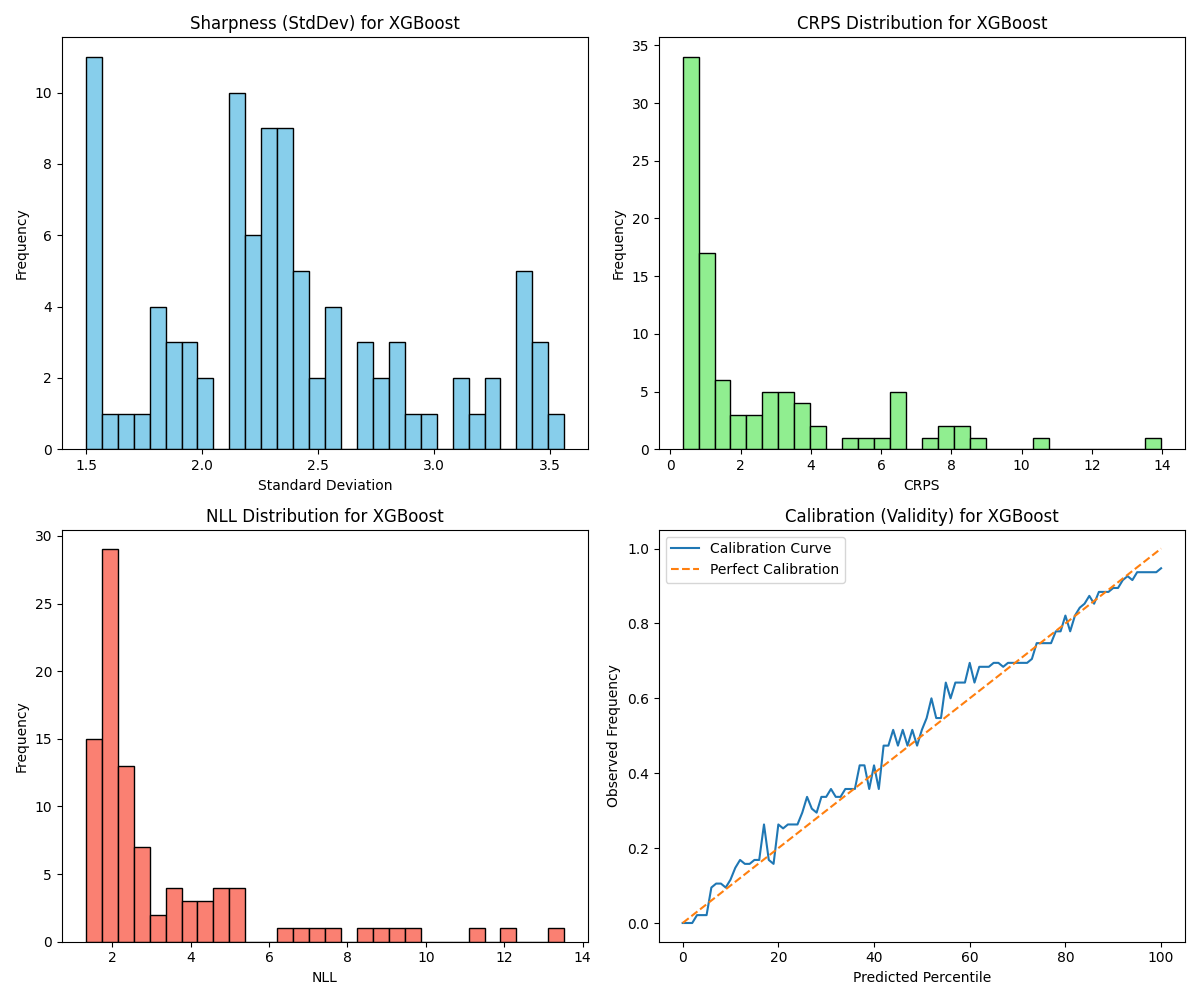 Sharpness (StdDev) for XGBoost
Frequency
10
8
6
4
2
0
1.5 2.0 2.5 3.0 3.5
Standard Deviation
CRPS Distribution for XGBoost
Frequency
35
30
25
20
15
10
5
0
0 2 4 6 8 10 12 14
CRPS
NLL Distribution for XGBoost
Frequency
30
25
20
15
10
5
0
2 4 6 8 10 12 14
NLL
Calibration (Validity) for XGBoost
Calibration Curve
Perfect Calibration
Observed Frequency
1.0
0.8
0.6
0.4
0.2
0.0
0 20 40 60 80 100
Predicted Percentile